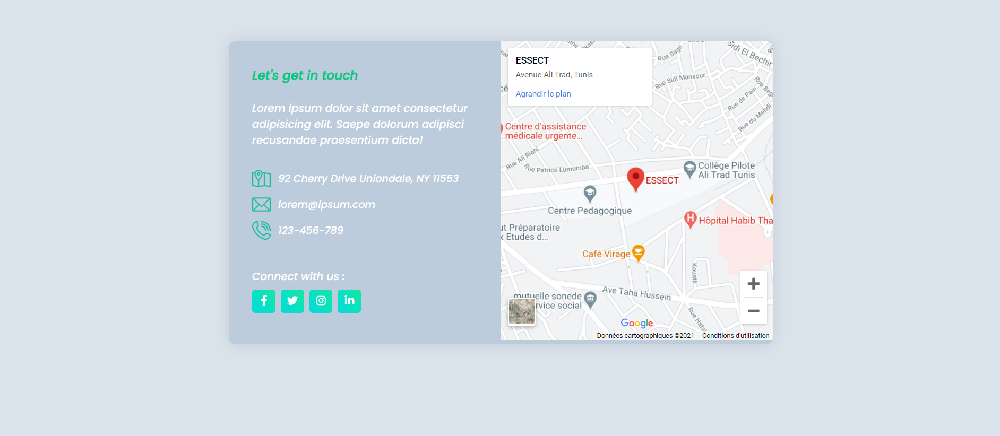 Let's get in touch
Lorem ipsum dolor sit amet consectetur
adipisicing elit. Saepe dolorum adipisci
recusandae praesentium dicta!
92 Cherry Drive Uniondale, NY 11553
lorem@ipsum.com
123-456-789
Connect with us :
ESSECT
Avenue Ali Trad, Tunis
Agrandir le plan
Rue Sage
Sidi El Bechir
Rue Sidi Mansour
Rue de Pain
Rue Beg
Rue du Mehdi
Centre d'assistance
médicale urgente...
Rue Ali Riahi
Rue Patrice Lumumba
Collège Pilote
Ali Trad Tunis
ESSECT
Centre Pedagogique
Hôpital Habib Tha
ut Préparatoire
x Etudes d...
Café Virage
Kouatli
Ave Taha Hussein
mutuelle sonede
rvice social
Rue Hafs
Google
Données cartographiques ©2021 Conditions d'utilisation